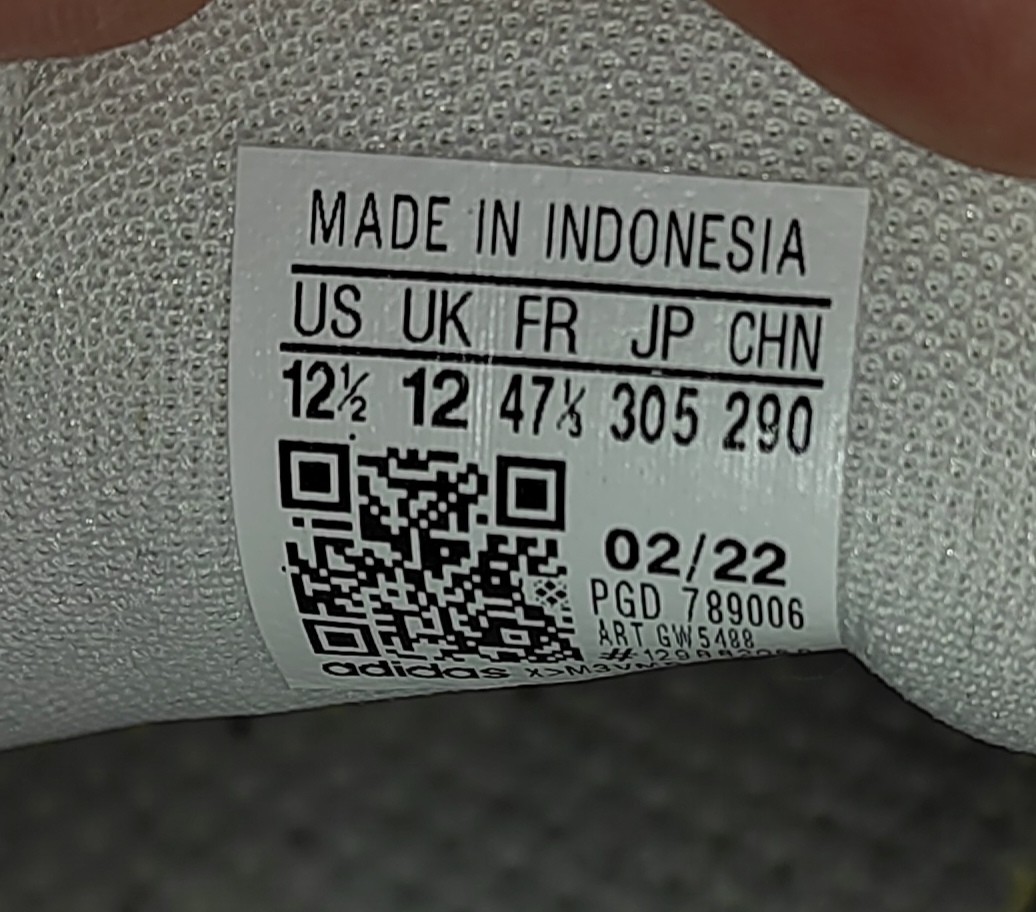 MADE IN INDONESIA
US UK FR JP CHN
12½ 12 47⅓ 305 290
02/22
PGD 789006
ART GW5488
adidas